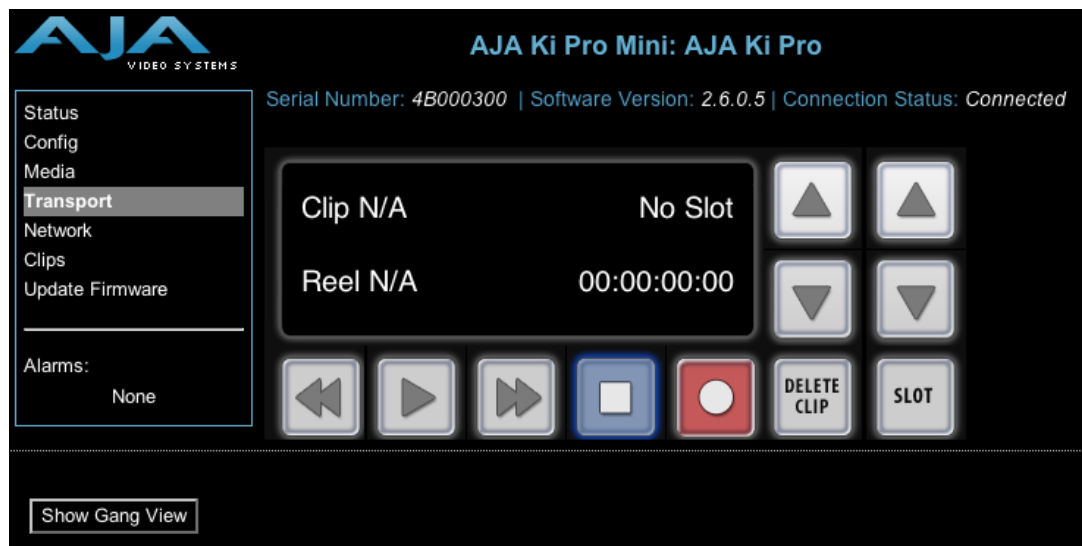 AJA
VIDEO SYSTEMS
AJA Ki Pro Mini: AJA Ki Pro
Serial Number: 4B000300 | Software Version: 2.6.0.5 | Connection Status: Connected
Status
Config
Media
Transport
Network
Clips
Update Firmware
Alarms:
None
Clip N/A No Slot
Reel N/A 00:00:00:00
DELETE
CLIP
SLOT
Show Gang View